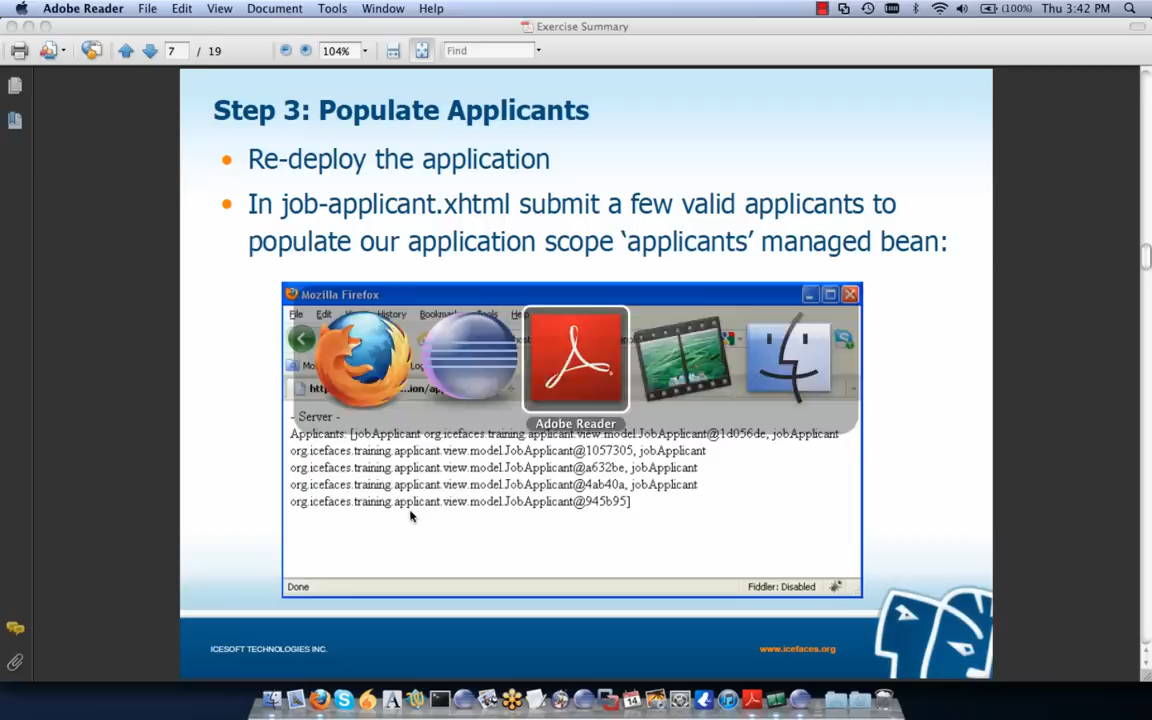 Adobe Reader File Edit View Document Tools Window Help (100%) Thu 3:42 PM
Exercise Summary
7 / 19 104% Find
Step 3: Populate Applicants
Re-deploy the application
In job-applicant.xhtml submit a few valid applicants to
populate our application scope ‘applicants’ managed bean:
Mozilla Firefox
File Edit History Tools
Adobe Reader
- Server -
Applicants: [jobApplicant org.icefaces.training.applicant.view.model.JobApplicant@1d056de, jobApplicant
org.icefaces.training.applicant.view.model.JobApplicant@1057305, jobApplicant
org.icefaces.training.applicant.view.model.JobApplicant@a632be, jobApplicant
org.icefaces.training.applicant.view.model.JobApplicant@4ab40a, jobApplicant
org.icefaces.training.applicant.view.model.JobApplicant@945b95]
Done Fiddler: Disabled
ICESOFT TECHNOLOGIES INC. www.icefaces.org